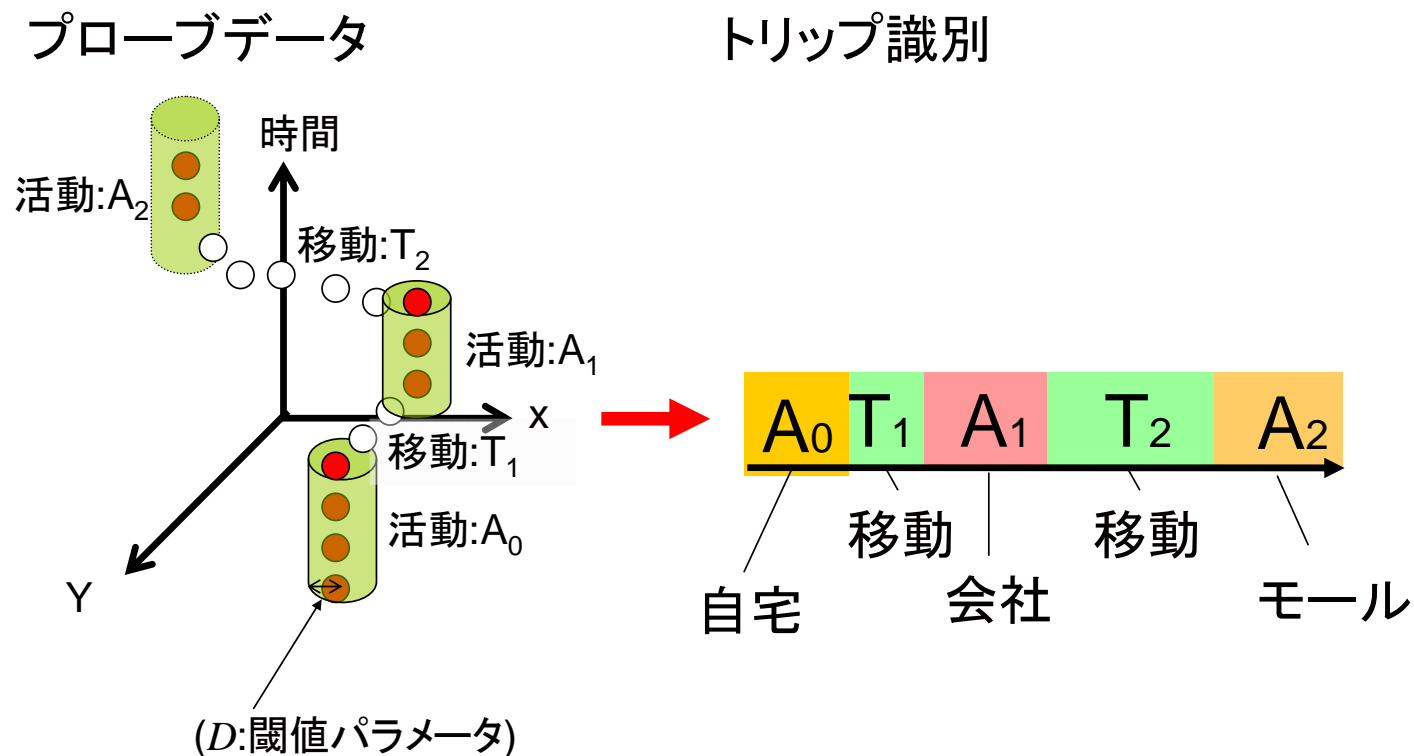 プローブデータ
トリップ識別
時間
活動:A2
移動:T2
活動:A1
x
移動:T1
活動:A0
Y
(D:閾値パラメータ)
A0 T1 A1 T2 A2
移動 移動
自宅 会社 モール